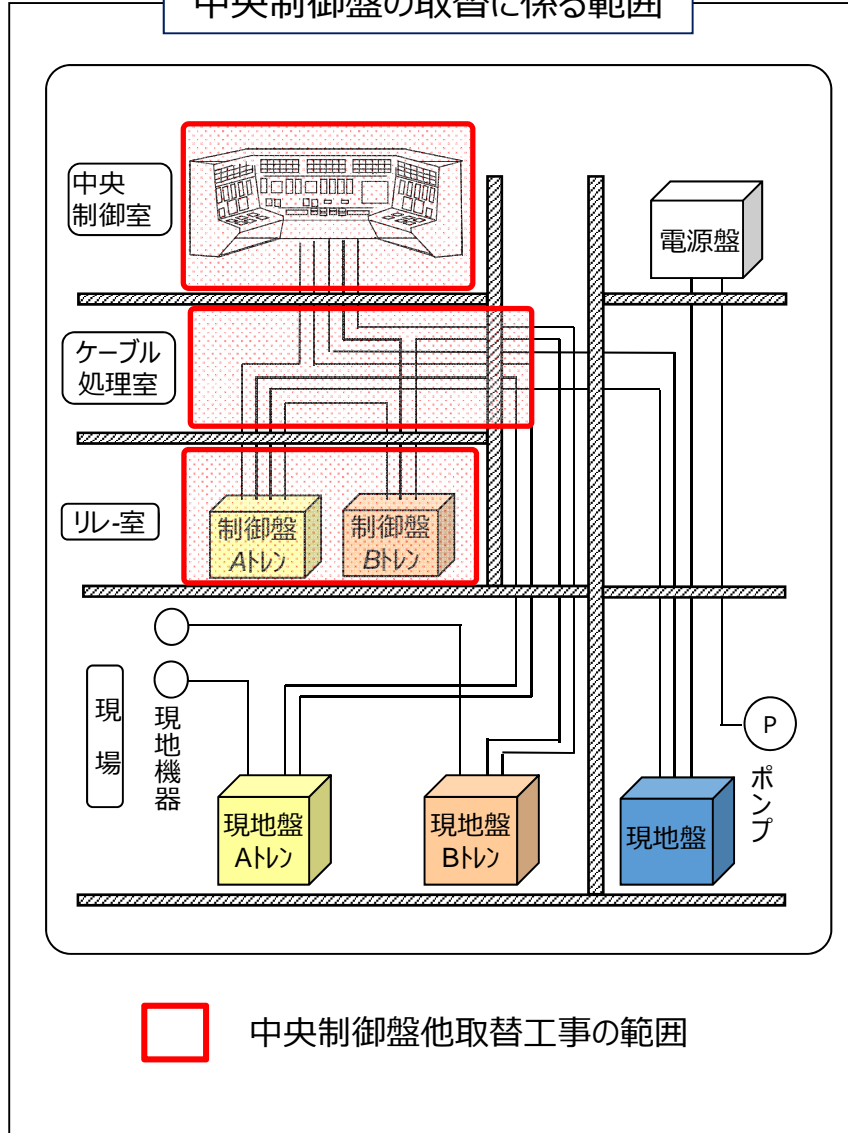 中央制御盤の取替に係る範囲
中央
制御室
電源盤
ケーブル
処理室
リレ-室
制御盤
Aトレン
制御盤
Bトレン
現
場
現地機器
P
ポンプ
現地盤
Aトレン
現地盤
Bトレン
現地盤
中央制御盤他取替工事の範囲